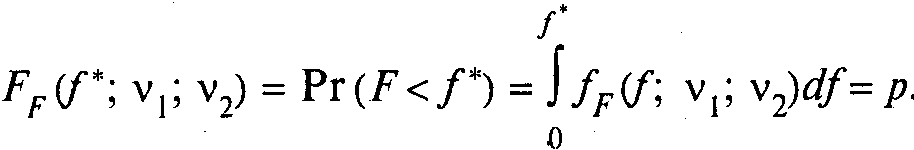 F_F(f*; ν₁; ν₂) = Pr(F < f*) = ∫₀^{f*} f_F(f; ν₁; ν₂)df = p.